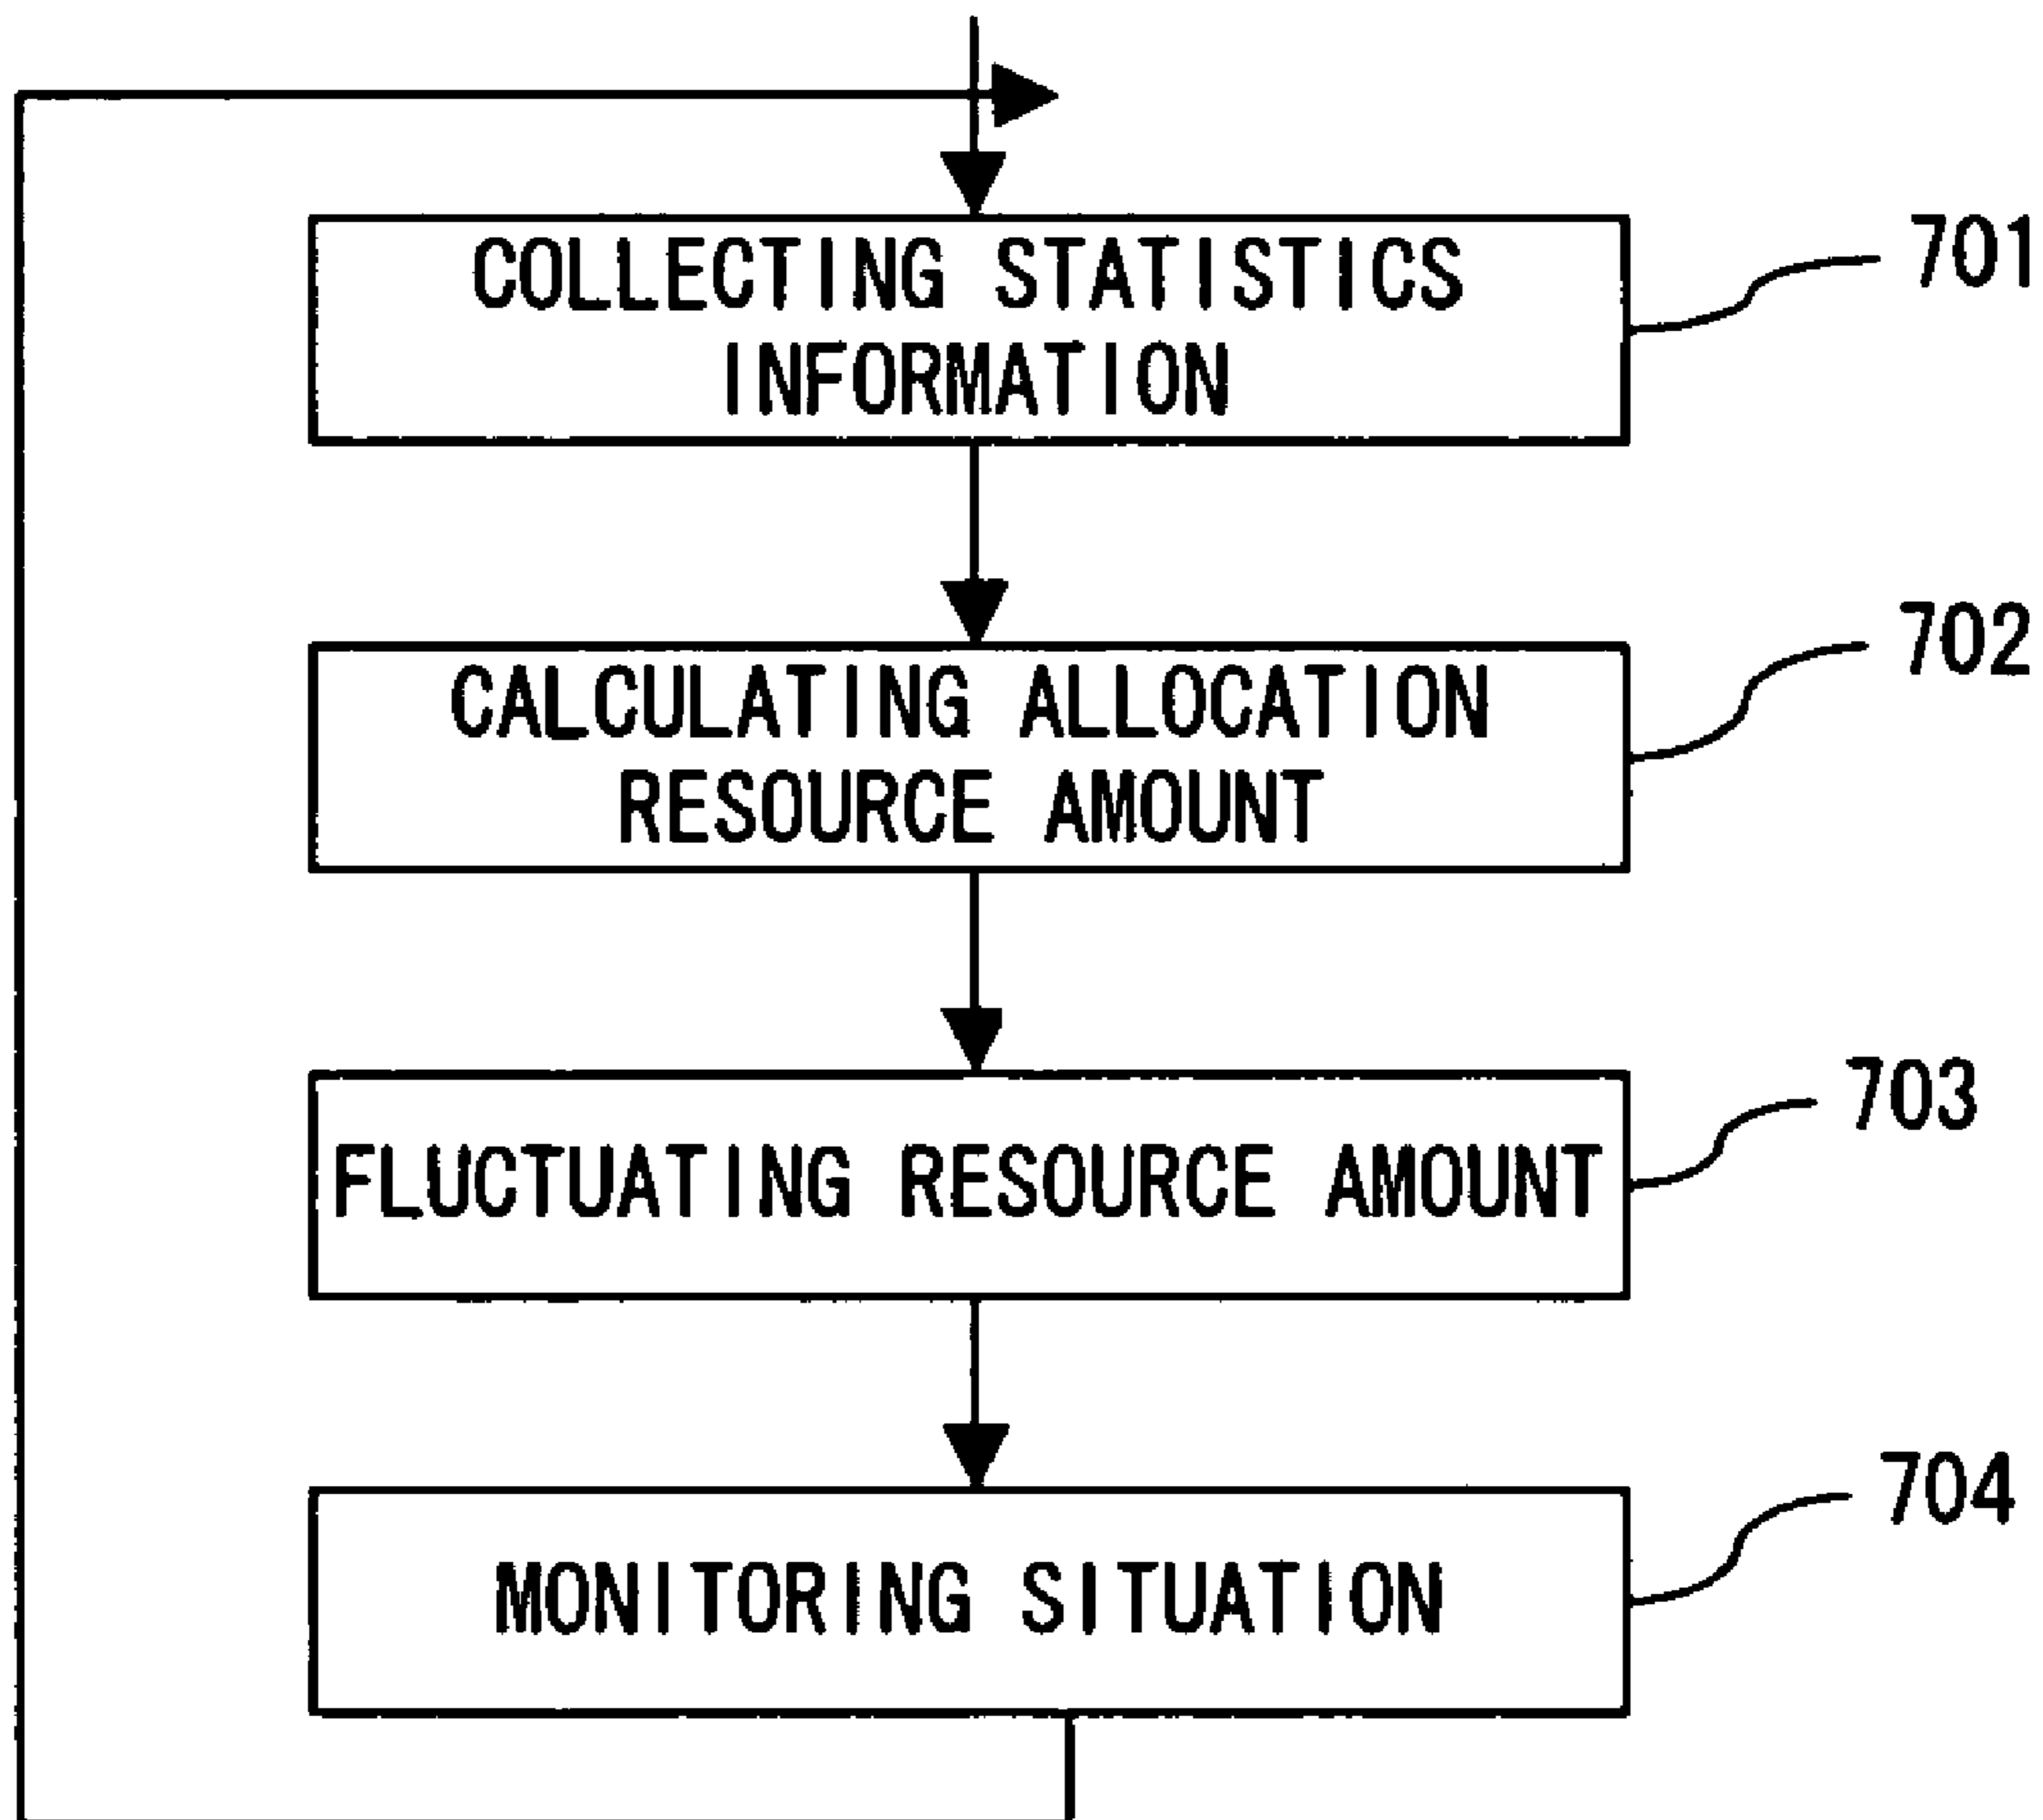 COLLECTING STATISTICS
INFORMATION
701
CALCULATING ALLOCATION
RESOURCE AMOUNT
702
FLUCTUATING RESOURCE AMOUNT
703
MONITORING SITUATION
704